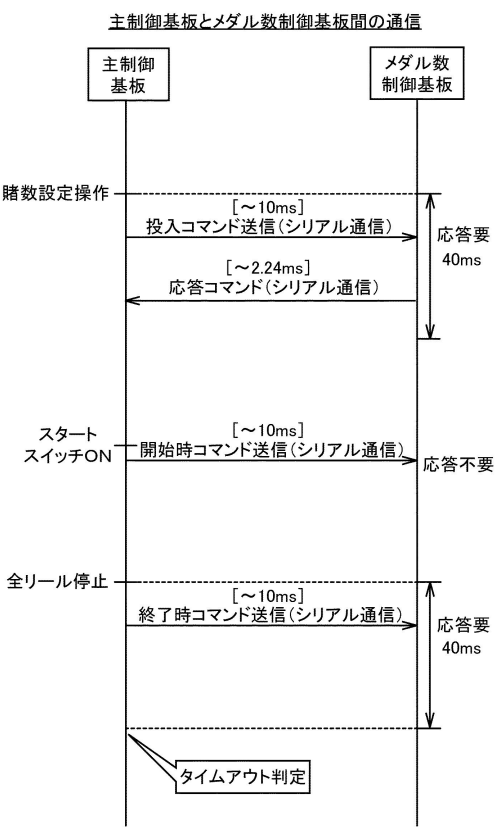 主制御基板とメダル数制御基板間の通信
主制御
基板
メダル数
制御基板
賭数設定操作
[～10ms]
投入コマンド送信(シリアル通信)
応答要
40ms
[～2.24ms]
応答コマンド(シリアル通信)
スタート
スイッチON
[～10ms]
開始時コマンド送信(シリアル通信)
応答不要
全リール停止
[～10ms]
終了時コマンド送信(シリアル通信)
応答要
40ms
タイムアウト判定